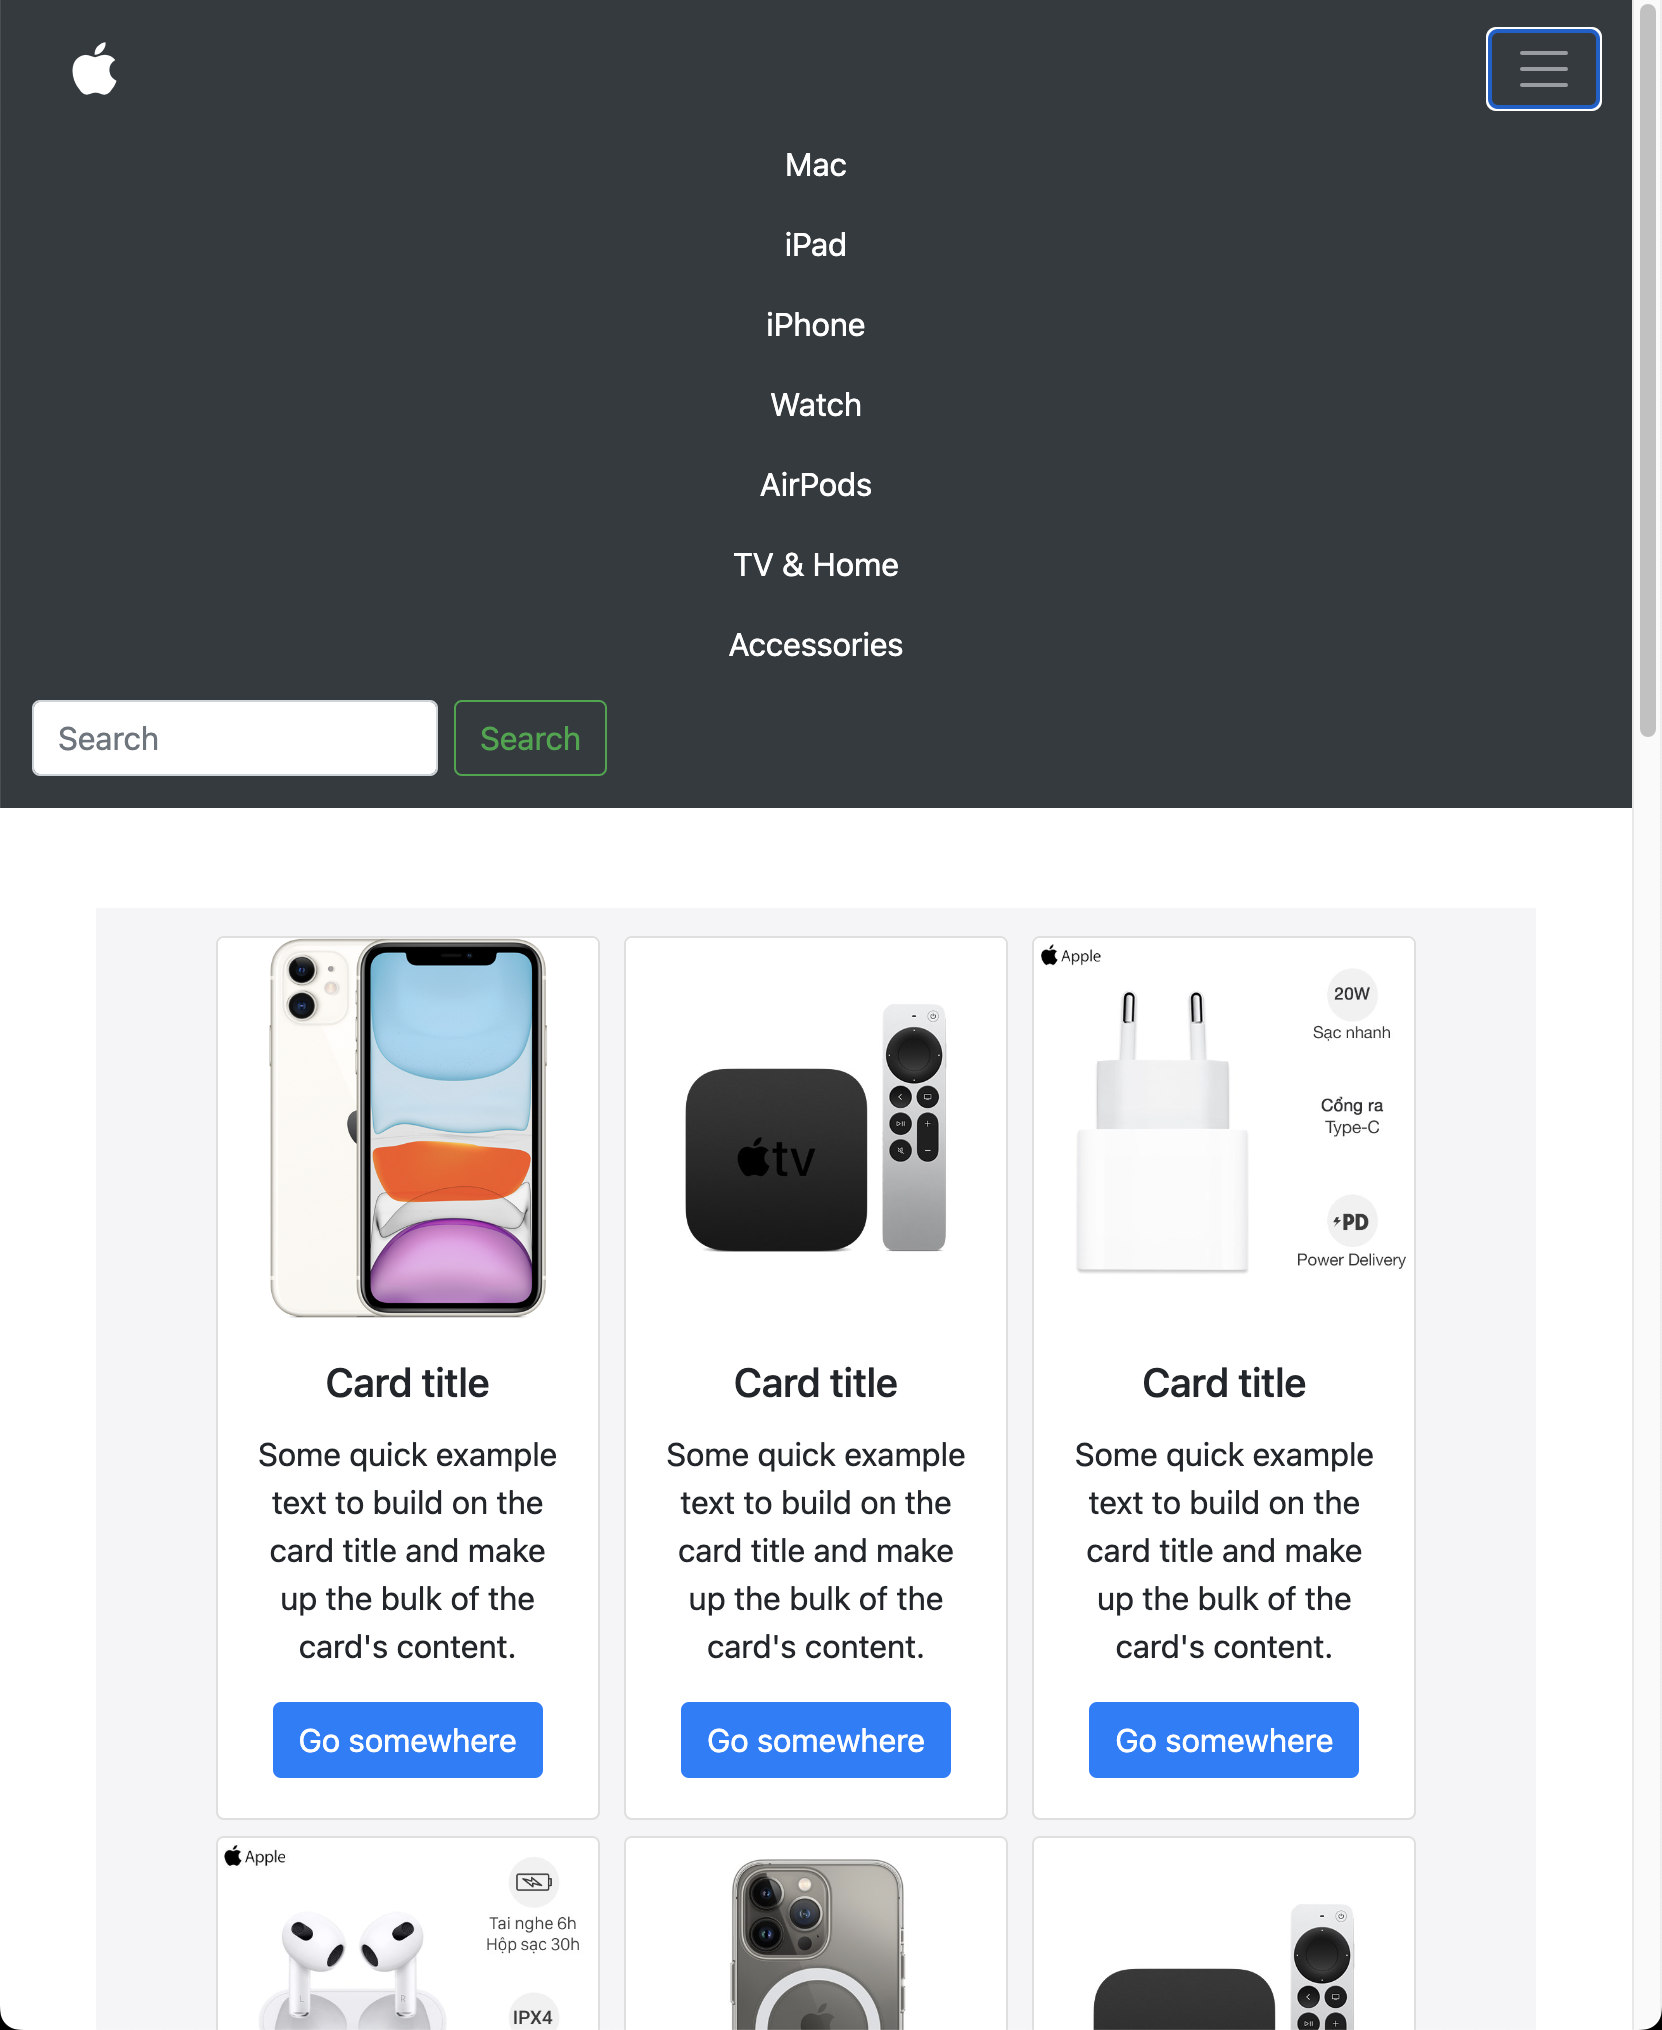 Mac
iPad
iPhone
Watch
AirPods
TV & Home
Accessories
Search
Search
tv
Card title
Some quick example
text to build on the
card title and make
up the bulk of the
card's content.
Go somewhere
Card title
Some quick example
text to build on the
card title and make
up the bulk of the
card's content.
Go somewhere
Apple
20W
Sạc nhanh
Cổng ra
Type-C
PD
Power Delivery
Card title
Some quick example
text to build on the
card title and make
up the bulk of the
card's content.
Go somewhere
Apple
Tai nghe 6h
Hộp sạc 30h
L
R
IPX4